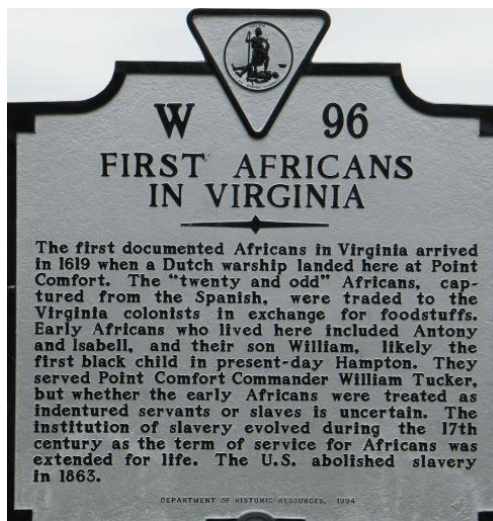 W 96
FIRST AFRICANS
IN VIRGINIA
The first documented Africans in Virginia arrived
in 1619 when a Dutch warship landed here at Point
Comfort. The "twenty and odd" Africans, cap-
tured from the Spanish, were traded to the
Virginia colonists in exchange for foodstuffs.
Early Africans who lived here included Antony
and Isabell, and their son William, likely the
first black child in present-day Hampton. They
served Point Comfort Commander William Tucker,
but whether the early Africans were treated as
indentured servants or slaves is uncertain. The
institution of slavery evolved during the 17th
century as the term of service for Africans was
extended for life. The U.S. abolished slavery
in 1863.
DEPARTMENT OF HISTORIC RESOURCES, 1994